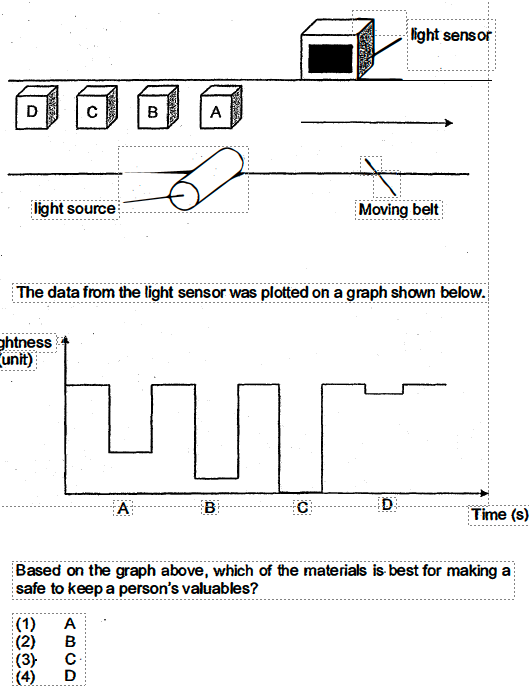 light sensor
D C B A
light source
Moving belt
The data from the light sensor was plotted on a graph shown below.
ghtness
(unit)
A B C D
Time (s)
Based on the graph above, which of the materials is best for making a
safe to keep a person's valuables?
(1) A
(2) B
(3) C
(4) D